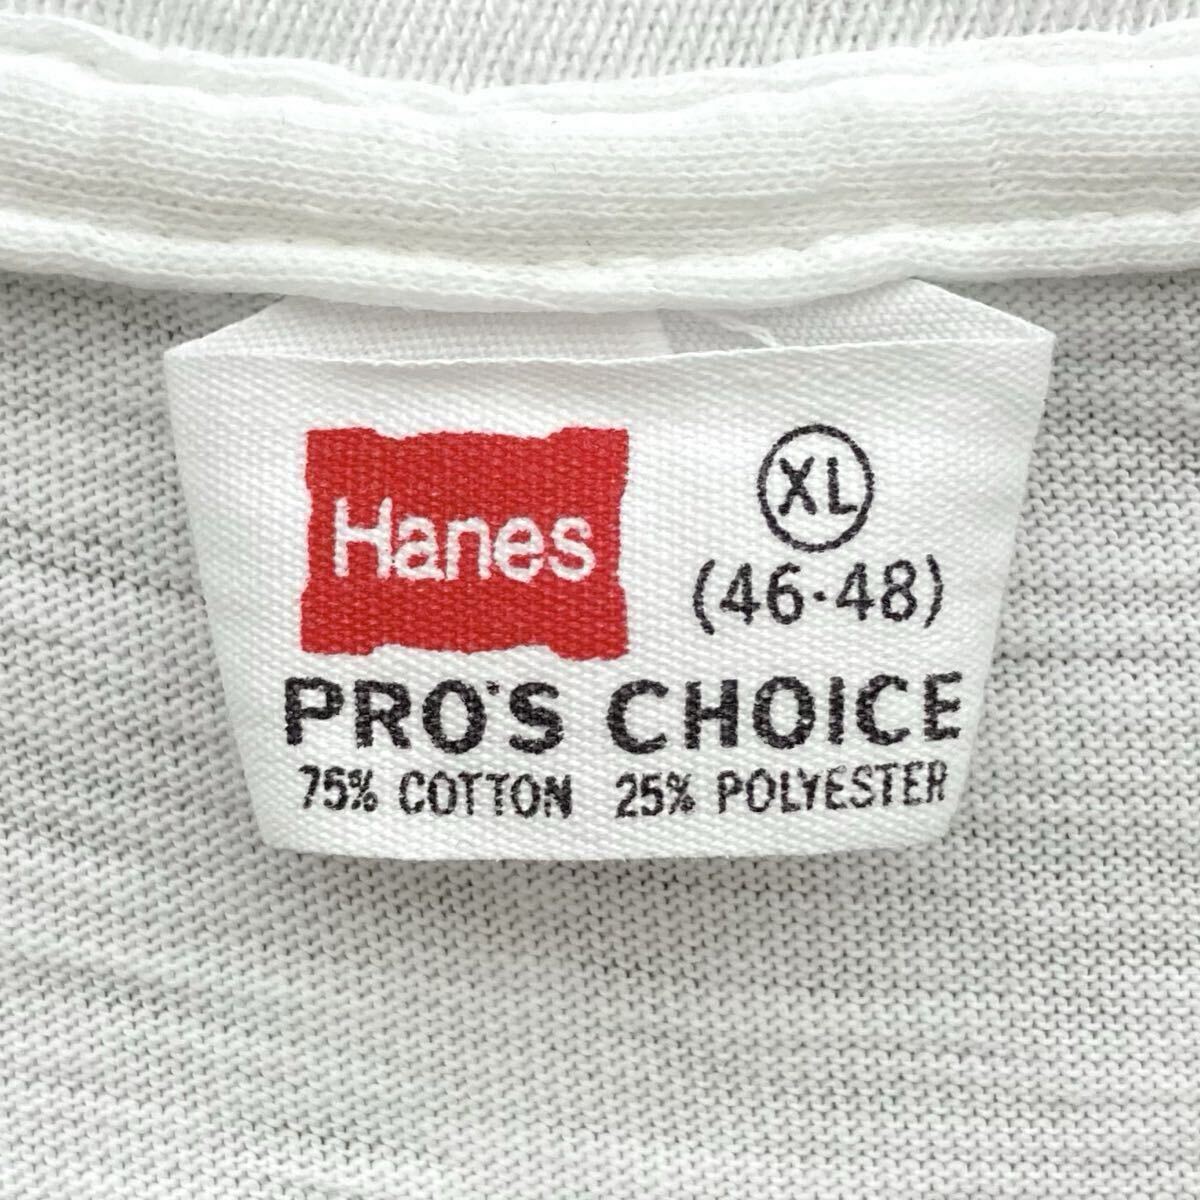 Hanes
XL
(46-48)
PRO'S CHOICE
75% COTTON 25% POLYESTER